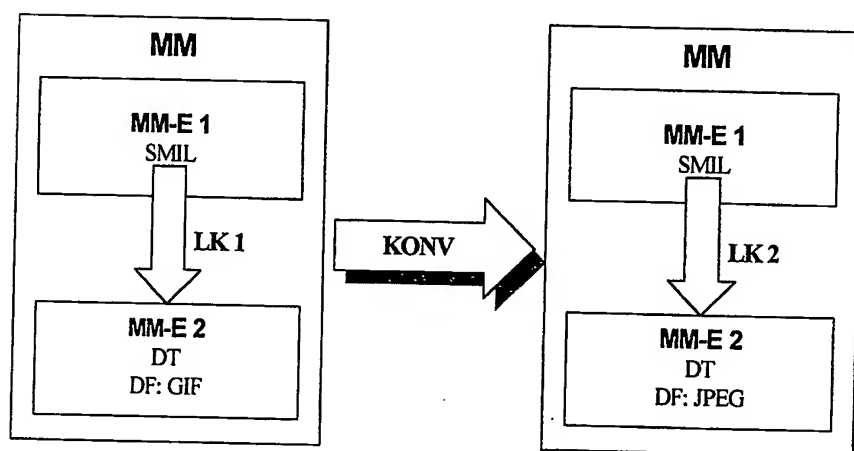 MM
MM-E 1
SMIL
LK 1
MM-E 2
DT
DF: GIF
KONV
MM
MM-E 1
SMIL
LK 2
MM-E 2
DT
DF: JPEG